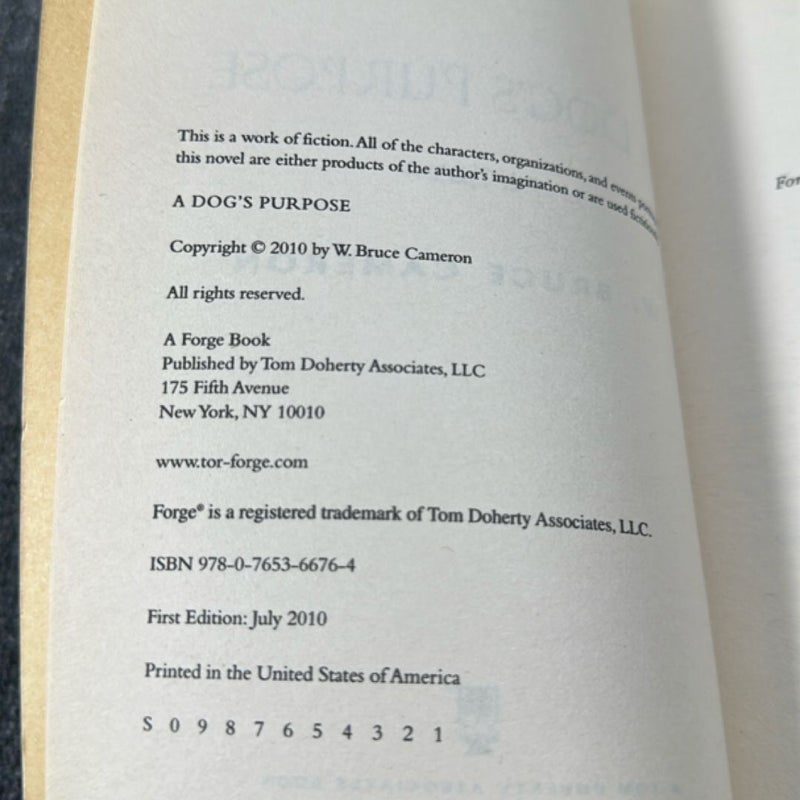 This is a work of fiction. All of the characters, organizations, and events
this novel are either products of the author's imagination or are used
A DOG'S PURPOSE
Copyright © 2010 by W. Bruce Cameron
All rights reserved.
A Forge Book
Published by Tom Doherty Associates, LLC
175 Fifth Avenue
New York, NY 10010
www.tor-forge.com
Forge® is a registered trademark of Tom Doherty Associates, LLC.
ISBN 978-0-7653-6676-4
First Edition: July 2010
Printed in the United States of America
S 0 9 8 7 6 5 4 3 2 1